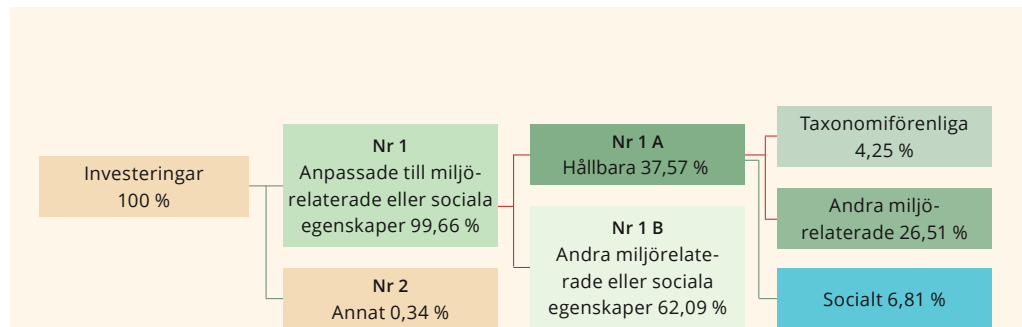 Investeringar
100 %
Nr 1
Anpassade till miljö-
relaterade eller sociala
egenskaper 99,66 %
Nr 2
Annat 0,34 %
Nr 1 A
Hållbara 37,57 %
Nr 1 B
Andra miljörelate-
rade eller sociala
egenskaper 62,09 %
Taxonomiförenliga
4,25 %
Andra miljö-
relaterade 26,51 %
Socialt 6,81 %